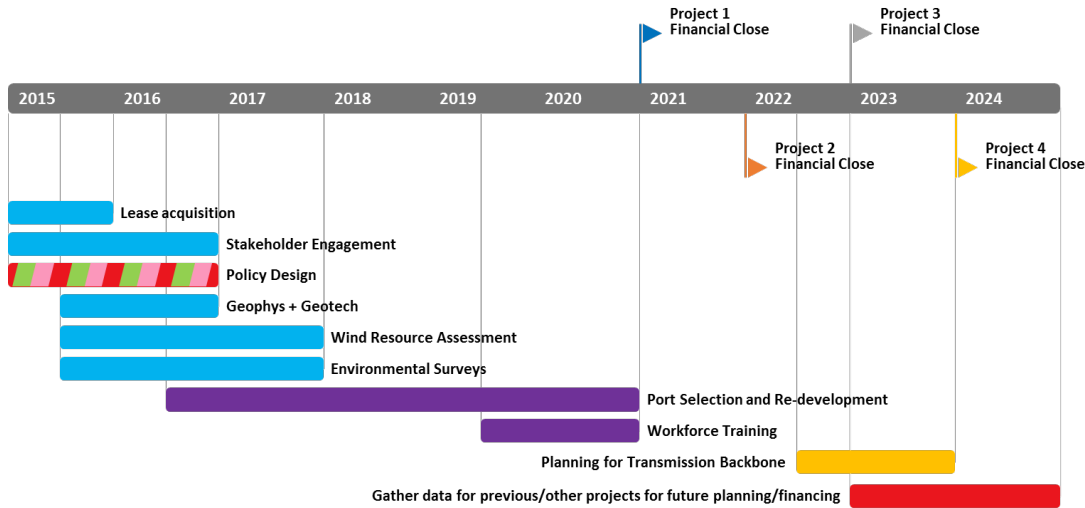 Project 1
Financial Close
Project 3
Financial Close
2015 2016 2017 2018 2019 2020 2021 2022 2023 2024
Project 2
Financial Close
Project 4
Financial Close
Lease acquisition
Stakeholder Engagement
Policy Design
Geophys + Geotech
Wind Resource Assessment
Environmental Surveys
Port Selection and Re-development
Workforce Training
Planning for Transmission Backbone
Gather data for previous/other projects for future planning/financing